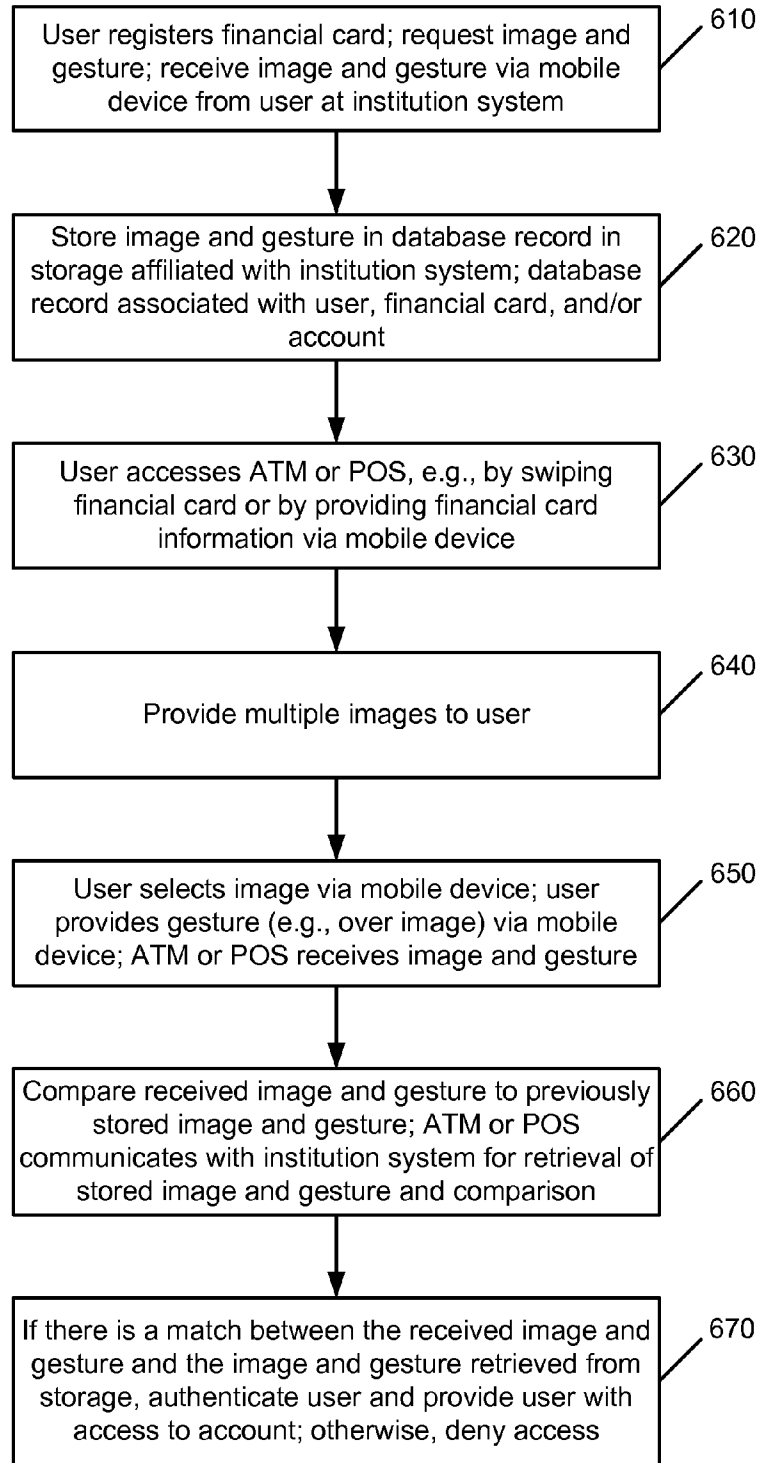 User registers financial card; request image and
gesture; receive image and gesture via mobile
device from user at institution system
610
Store image and gesture in database record in
storage affiliated with institution system; database
record associated with user, financial card, and/or
account
620
User accesses ATM or POS, e.g., by swiping
financial card or by providing financial card
information via mobile device
630
Provide multiple images to user
640
User selects image via mobile device; user
provides gesture (e.g., over image) via mobile
device; ATM or POS receives image and gesture
650
Compare received image and gesture to previously
stored image and gesture; ATM or POS
communicates with institution system for retrieval of
stored image and gesture and comparison
660
If there is a match between the received image and
gesture and the image and gesture retrieved from
storage, authenticate user and provide user with
access to account; otherwise, deny access
670